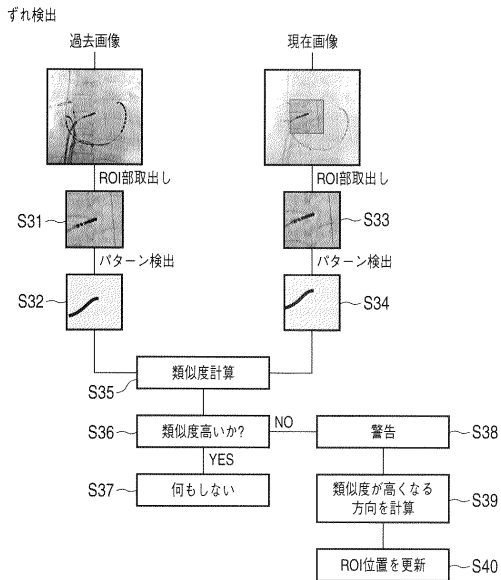 ずれ検出
過去画像
現在画像
ROI部取出し
ROI部取出し
S31
S33
パターン検出
パターン検出
S32
S34
類似度計算
S35
S36
類似度高いか?
NO
警告
S38
YES
S37
何もしない
類似度が高くなる
方向を計算
S39
ROI位置を更新
S40